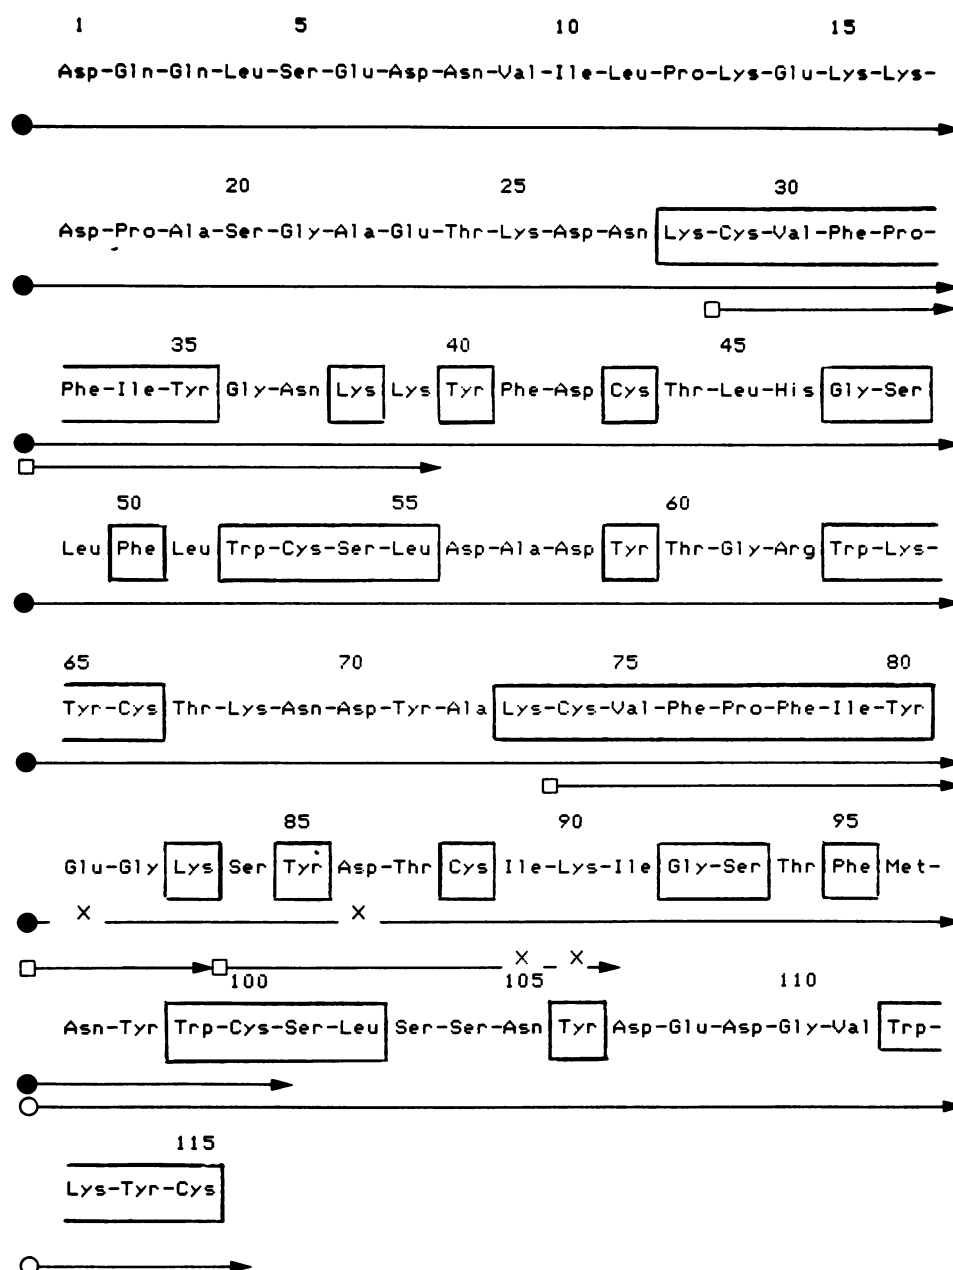 1 5 10 15
Asp-Gln-Gln-Leu-Ser-Glu-Asp-Asn-Val-Ile-Leu-Pro-Lys-Glu-Lys-Lys-
20 25 30
Asp-Pro-Ala-Ser-Gly-Ala-Glu-Thr-Lys-Asp-Asn Lys-Cys-Val-Phe-Pro-
35 40 45
Phe-Ile-Tyr Gly-Asn Lys Lys Tyr Phe-Asp Cys Thr-Leu-His Gly-Ser
50 55 60
Leu Phe Leu Trp-Cys-Ser-Leu Asp-Ala-Asp Tyr Thr-Gly-Arg Trp-Lys-
65 70 75 80
Tyr-Cys Thr-Lys-Asn-Asp-Tyr-Ala Lys-Cys-Val-Phe-Pro-Phe-Ile-Tyr
85 90 95
Glu-Gly Lys Ser Tyr Asp-Thr Cys Ile-Lys-Ile Gly-Ser Thr Phe Met-
X X
X X
100 105 110
Asn-Tyr Trp-Cys-Ser-Leu Ser-Ser-Asn Tyr Asp-Glu-Asp-Gly-Val Trp-
115
Lys-Tyr-Cys